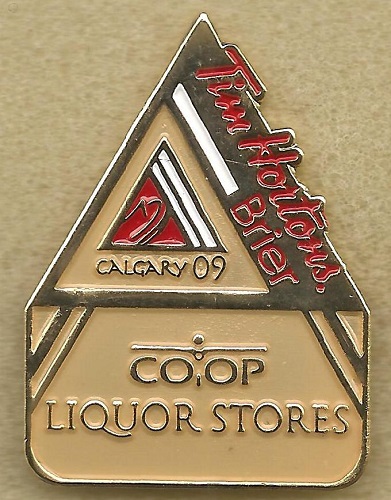 Tim Hortons.
Brier
CALGARY 09
CO.OP
LIQUOR STORES